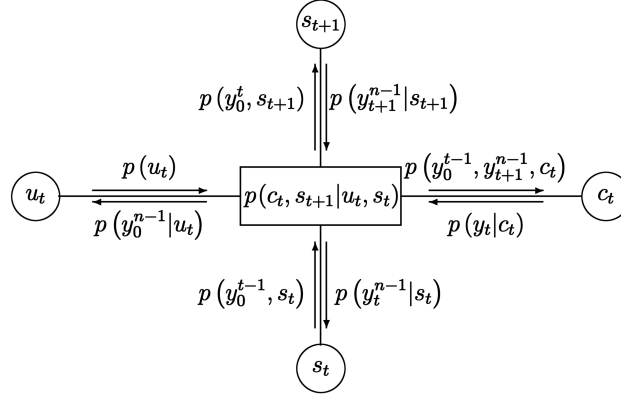 s_{t+1}
p(y_0^t, s_{t+1}) p(y_{t+1}^{n-1}|s_{t+1})
p(u_t) p(y_0^{t-1}, y_{t+1}^{n-1}, c_t)
u_t p(c_t, s_{t+1}|u_t, s_t) c_t
p(y_0^{n-1}|u_t) p(y_t|c_t)
p(y_0^{t-1}, s_t) p(y_t^{n-1}|s_t)
s_t